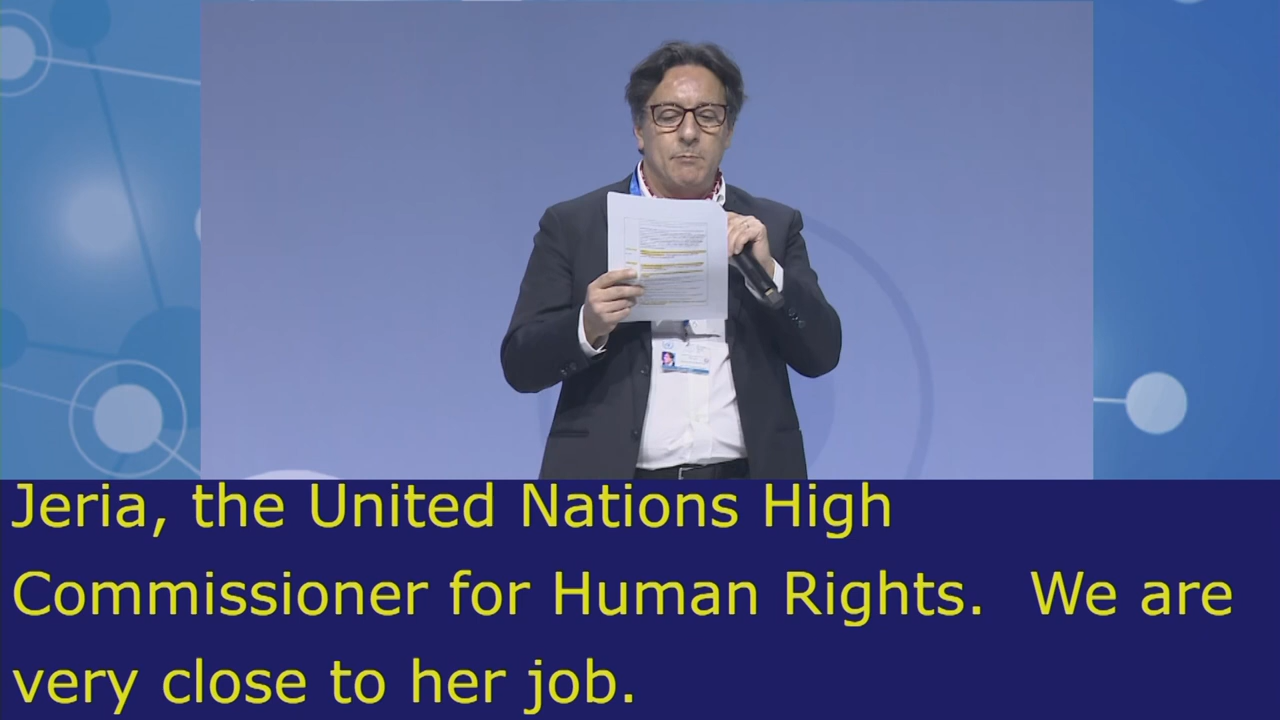 Jeria, the United Nations High
Commissioner for Human Rights.  We are
very close to her job.